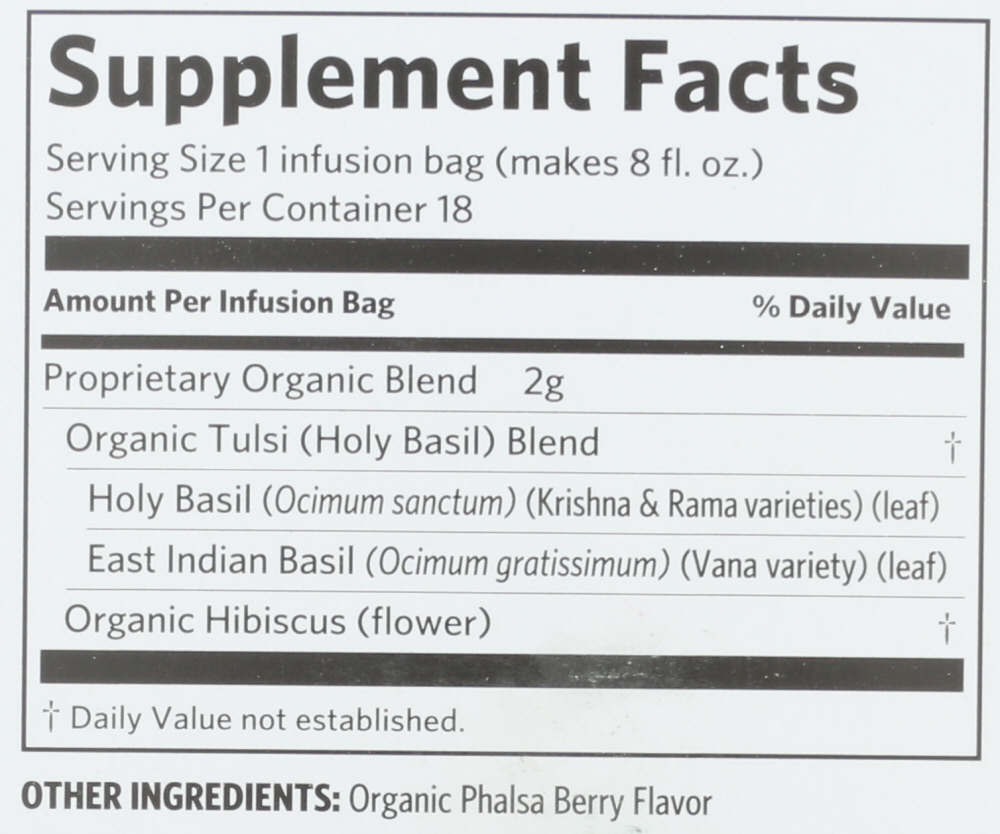 Supplement Facts
Serving Size 1 infusion bag (makes 8 fl. oz.)
Servings Per Container 18
Amount Per Infusion Bag % Daily Value
Proprietary Organic Blend 2g
Organic Tulsi (Holy Basil) Blend †
Holy Basil (Ocimum sanctum) (Krishna & Rama varieties) (leaf)
East Indian Basil (Ocimum gratissimum) (Vana variety) (leaf)
Organic Hibiscus (flower) †
† Daily Value not established.
OTHER INGREDIENTS: Organic Phalsa Berry Flavor